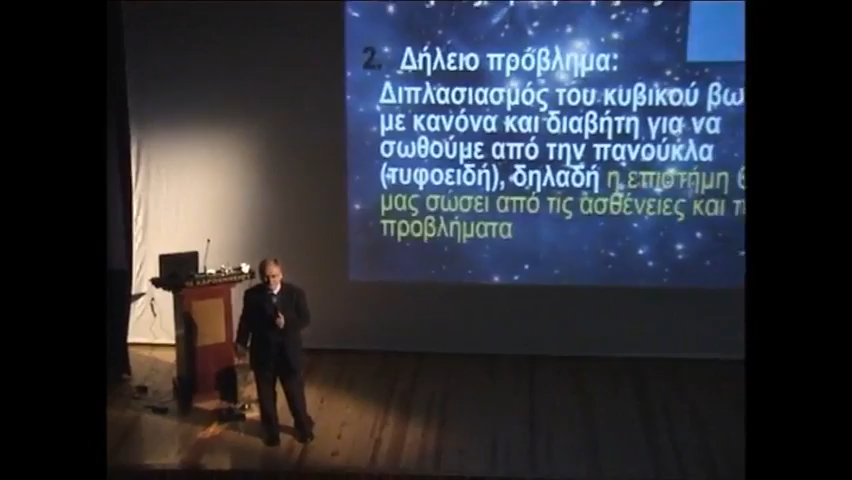 2. Δήλειο πρόβλημα:
Διπλασιασμός του κυβικού
με κανόνα και διαβήτη για να
σωθούμε από την πανούκλα
(τυφοειδή), δηλαδή η επιστήμη
μας σώσει από τις ασθένειες και
προβλήματα